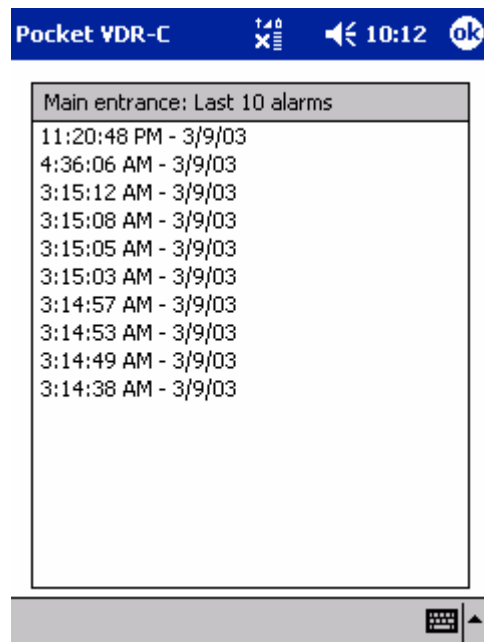 Pocket VDR-C 10:12 ok
Main entrance: Last 10 alarms
11:20:48 PM - 3/9/03
4:36:06 AM - 3/9/03
3:15:12 AM - 3/9/03
3:15:08 AM - 3/9/03
3:15:05 AM - 3/9/03
3:15:03 AM - 3/9/03
3:14:57 AM - 3/9/03
3:14:53 AM - 3/9/03
3:14:49 AM - 3/9/03
3:14:38 AM - 3/9/03